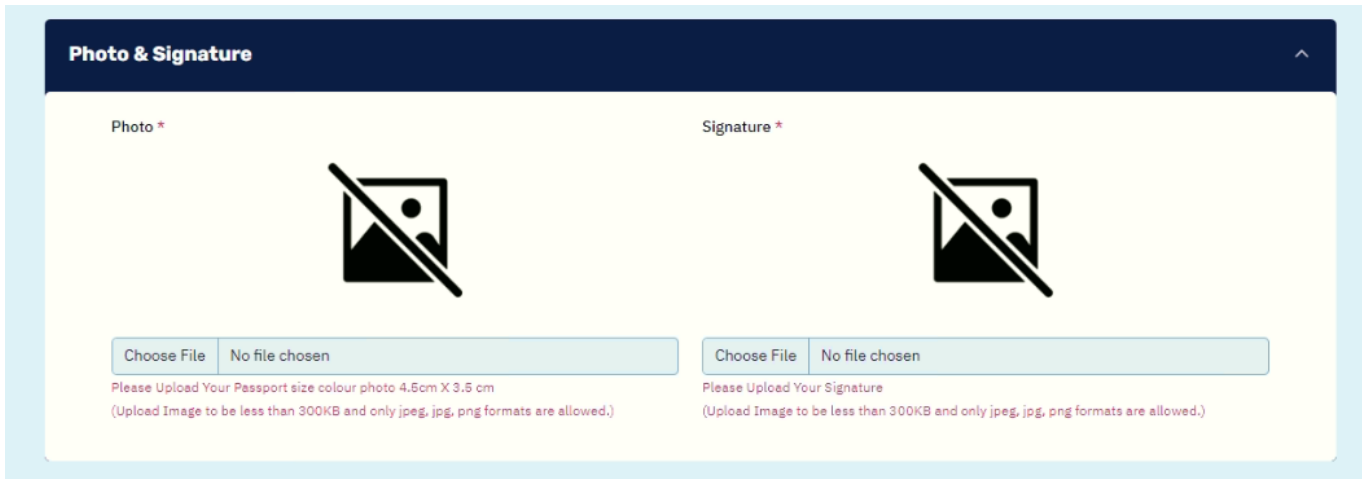 Photo & Signature
Photo *
Signature *
Choose File No file chosen
Choose File No file chosen
Please Upload Your Passport size colour photo 4.5cm X 3.5 cm
(Upload Image to be less than 300KB and only jpeg, jpg, png formats are allowed.)
Please Upload Your Signature
(Upload Image to be less than 300KB and only jpeg, jpg, png formats are allowed.)